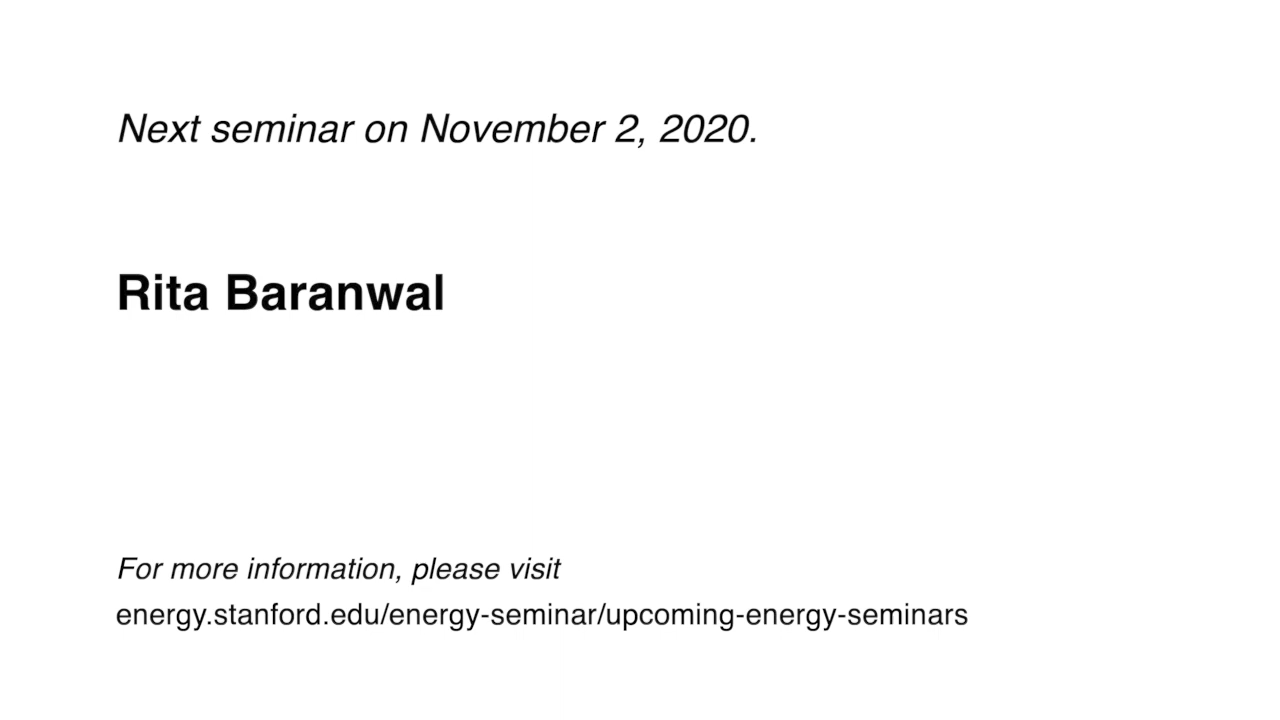 Next seminar on November 2, 2020.
Rita Baranwal
For more information, please visit
energy.stanford.edu/energy-seminar/upcoming-energy-seminars